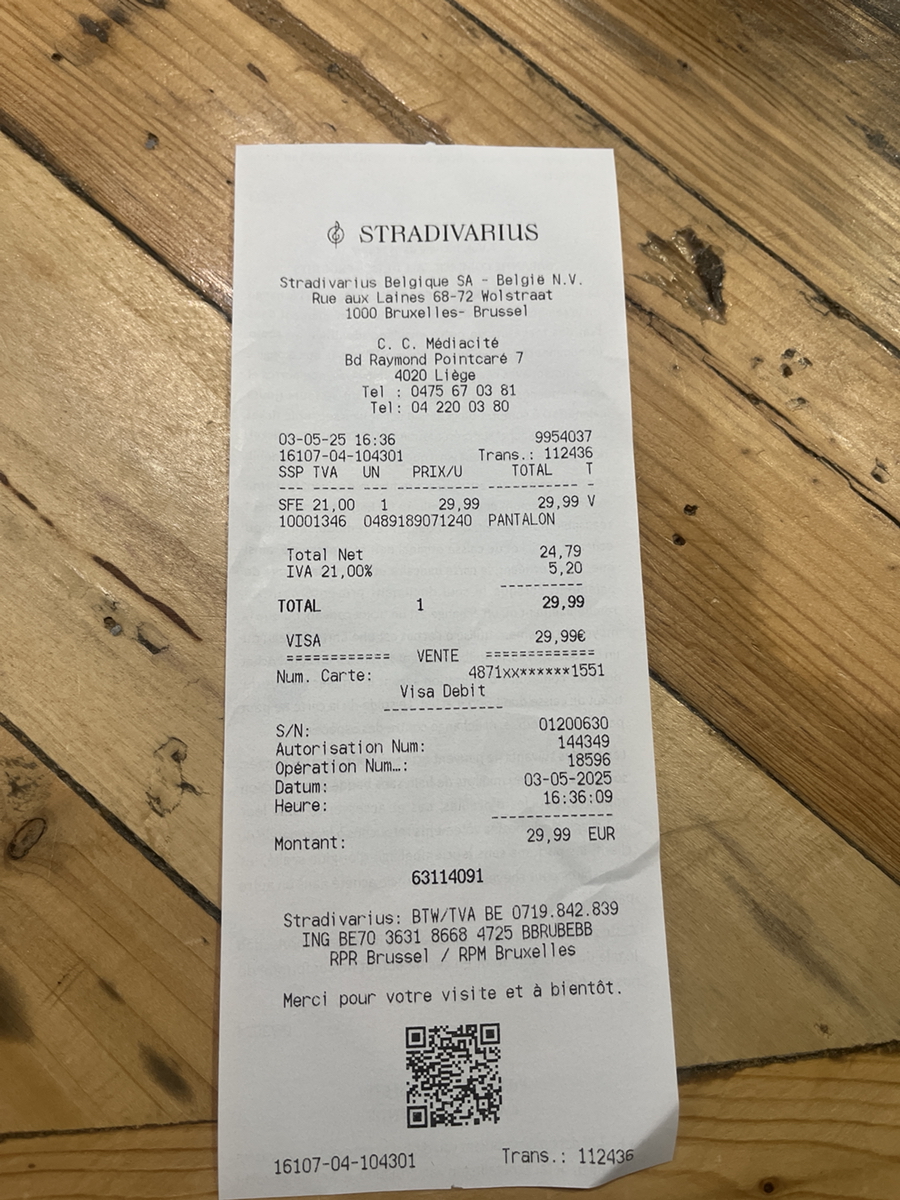 STRADIVARIUS
Stradivarius Belgique SA - België N.V.
Rue aux Laines 68-72 Wolstraat
1000 Bruxelles- Brussel
C. C. Médiacité
Bd Raymond Pointcaré 7
4020 Liège
Tel : 0475 67 03 81
Tel: 04 220 03 80
03-05-25 16:36 9954037
16107-04-104301 Trans.: 112436
SSP TVA UN PRIX/U TOTAL T
--- ----- --- ---------- ------------ -
SFE 21,00 1 29,99 29,99 V
10001346 0489189071240 PANTALON
Total Net 24,79
IVA 21,00% 5,20
----------
TOTAL 1 29,99
VISA 29,99€
============ VENTE =============
Num. Carte: 4871xx******1551
Visa Debit
--------------
S/N: 01200630
Autorisation Num: 144349
Opération Num…: 18596
Datum: 03-05-2025
Heure: 16:36:09
--------------
Montant: 29,99 EUR
63114091
Stradivarius: BTW/TVA BE 0719.842.839
ING BE70 3631 8668 4725 BBRUBEBB
RPR Brussel / RPM Bruxelles
Merci pour votre visite et à bientôt.
16107-04-104301 Trans.: 112436